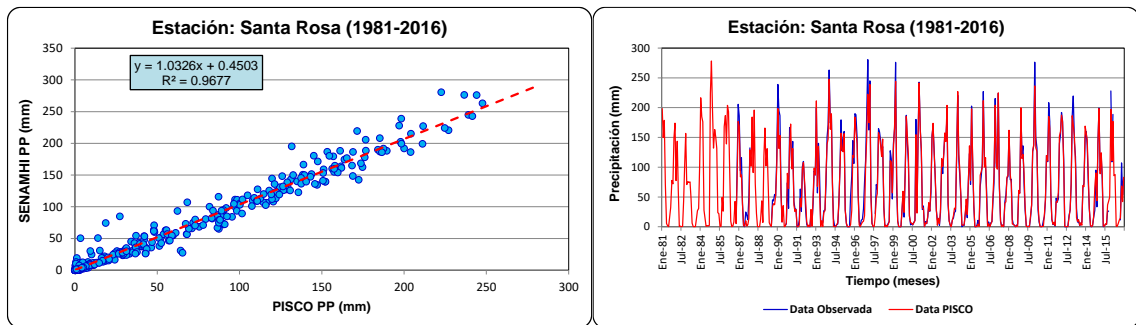 Estación: Santa Rosa (1981-2016)
y = 1.0326x + 0.4503
R² = 0.9677
SENAMHI PP (mm)
350
300
250
200
150
100
50
0
0 50 100 150 200 250 300
PISCO PP (mm)
Estación: Santa Rosa (1981-2016)
Precipitación (mm)
300
250
200
150
100
50
0
Ene-81
Jul-82
Ene-84
Jul-85
Ene-87
Jul-88
Ene-90
Jul-91
Ene-93
Jul-94
Ene-96
Jul-97
Ene-99
Jul-00
Ene-02
Jul-03
Ene-05
Jul-06
Ene-08
Jul-09
Ene-11
Jul-12
Ene-14
Jul-15
Tiempo (meses)
Data Observada Data PISCO